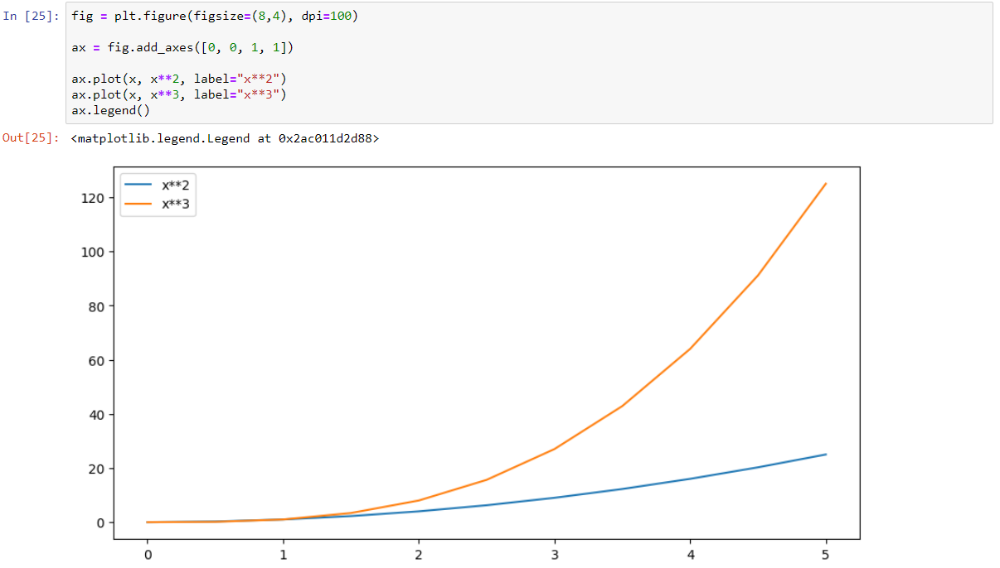 In [25]: fig = plt.figure(figsize=(8,4), dpi=100)
ax = fig.add_axes([0, 0, 1, 1])
ax.plot(x, x**2, label="x**2")
ax.plot(x, x**3, label="x**3")
ax.legend()
Out[25]: <matplotlib.legend.Legend at 0x2ac011d2d88>
x**2
x**3
120
100
80
60
40
20
0
0 1 2 3 4 5